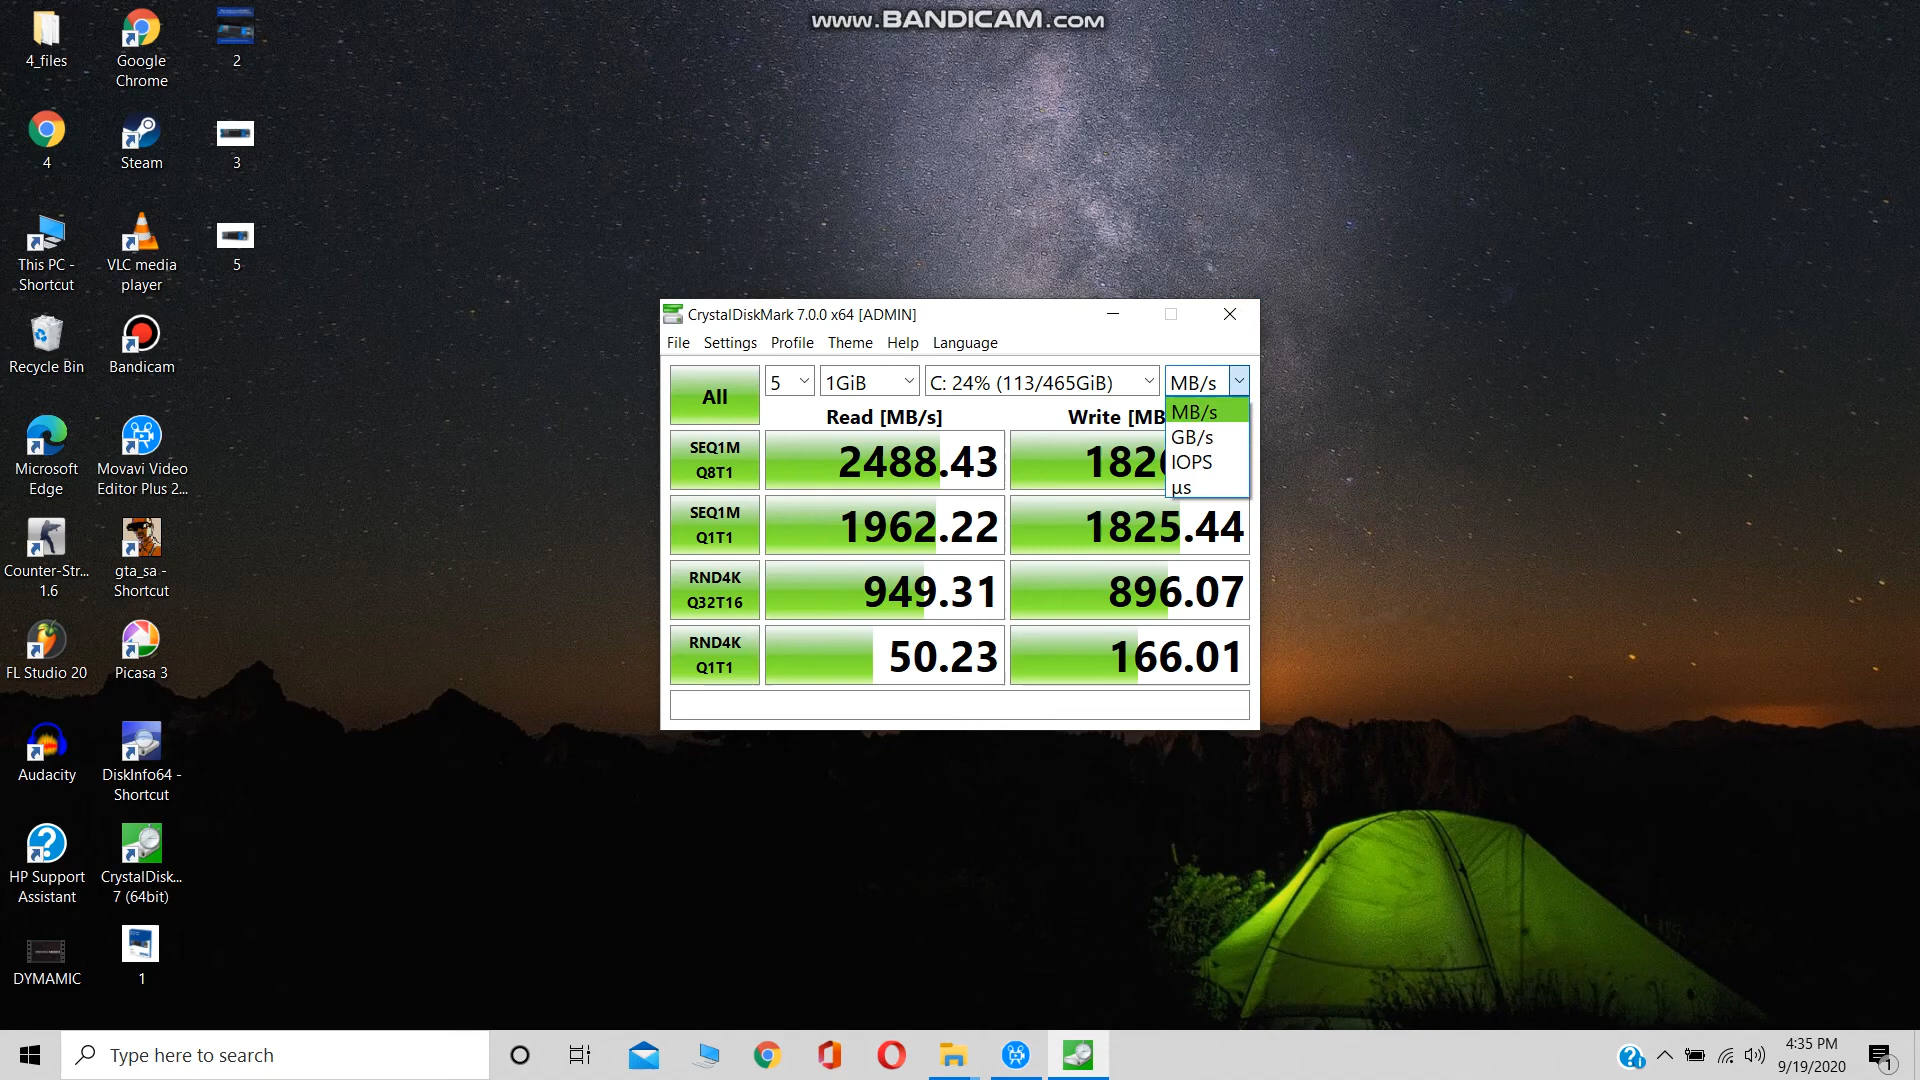 www.BANDICAM.com
4_files
Google
Chrome
2
4
Steam
3
This PC -
Shortcut
VLC media
player
5
Recycle Bin
Bandicam
Microsoft
Edge
Movavi Video
Editor Plus 2...
Counter-Str...
1.6
gta_sa -
Shortcut
FL Studio 20
Picasa 3
Audacity
DiskInfo64 -
Shortcut
HP Support
Assistant
CrystalDisk...
7 (64bit)
DYMAMIC
1
CrystalDiskMark 7.0.0 x64 [ADMIN]
File Settings Profile Theme Help Language
All
5 1GiB C: 24% (113/465GiB) MB/s
MB/s
GB/s
IOPS
µs
Read [MB/s] Write [MB
SEQ1M
Q8T1
2488.43 182
SEQ1M
Q1T1
1962.22 1825.44
RND4K
Q32T16
949.31 896.07
RND4K
Q1T1
50.23 166.01
Type here to search
4:35 PM
9/19/2020
1